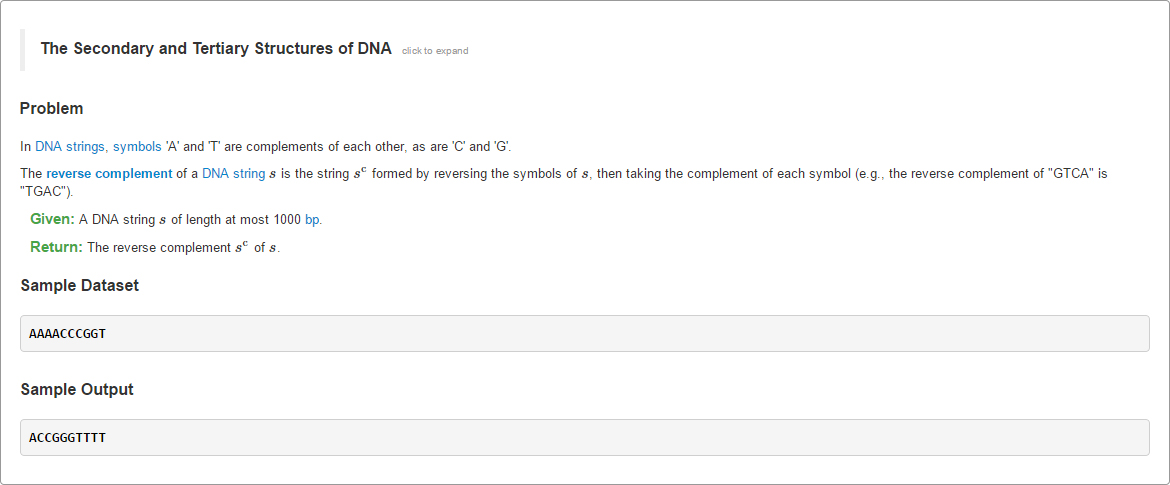 The Secondary and Tertiary Structures of DNA click to expand
Problem
In DNA strings, symbols 'A' and 'T' are complements of each other, as are 'C' and 'G'.
The reverse complement of a DNA string s is the string sᶜ formed by reversing the symbols of s, then taking the complement of each symbol (e.g., the reverse complement of "GTCA" is
"TGAC").
Given: A DNA string s of length at most 1000 bp.
Return: The reverse complement sᶜ of s.
Sample Dataset
AAAACCCGGT
Sample Output
ACCGGGTTTT